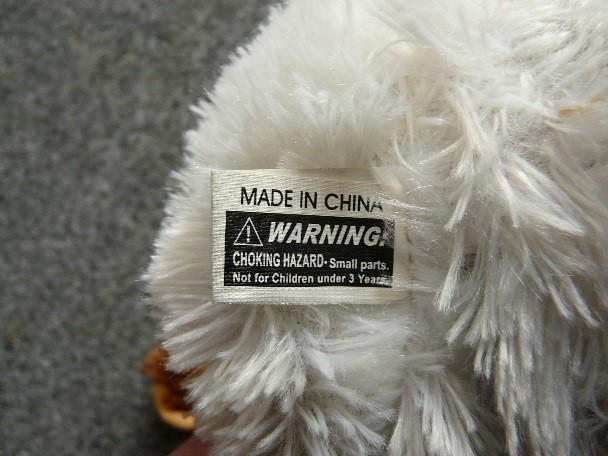 MADE IN CHINA
WARNING:
CHOKING HAZARD- Small parts.
Not for Children under 3 Years.